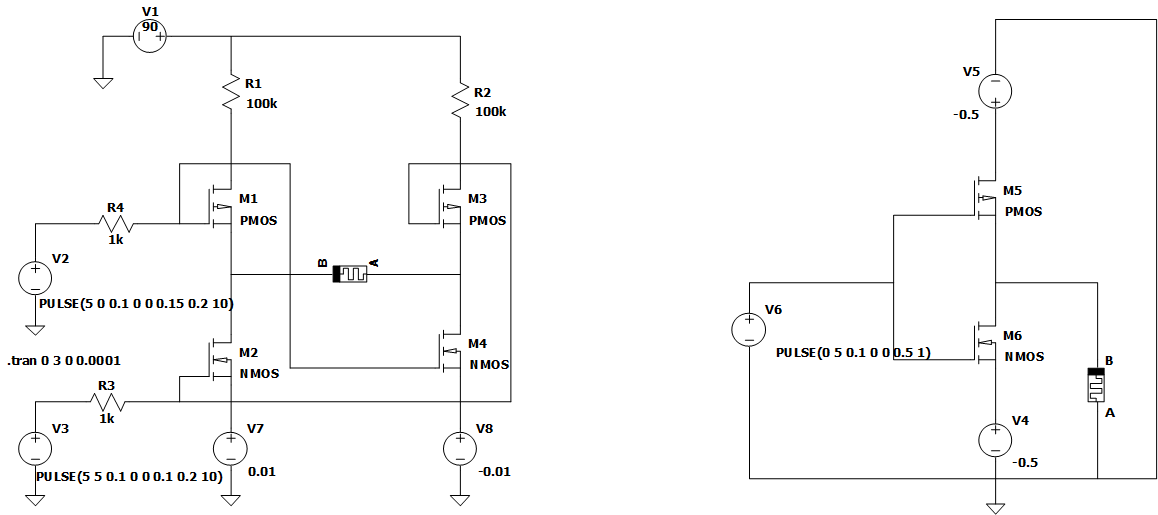 V1
90
R1
100k
R2
100k
M1
PMOS
M3
PMOS
R4
1k
V2
PULSE(5 0 0.1 0 0 0.15 0.2 10)
B
A
M2
NMOS
M4
NMOS
.tran 0 3 0 0.0001
R3
1k
V3
PULSE(5 5 0.1 0 0 0.1 0.2 10)
V7
0.01
V8
-0.01
V5
-0.5
M5
PMOS
V6
PULSE(0 5 0.1 0 0 0.5 1)
M6
NMOS
B
A
V4
-0.5